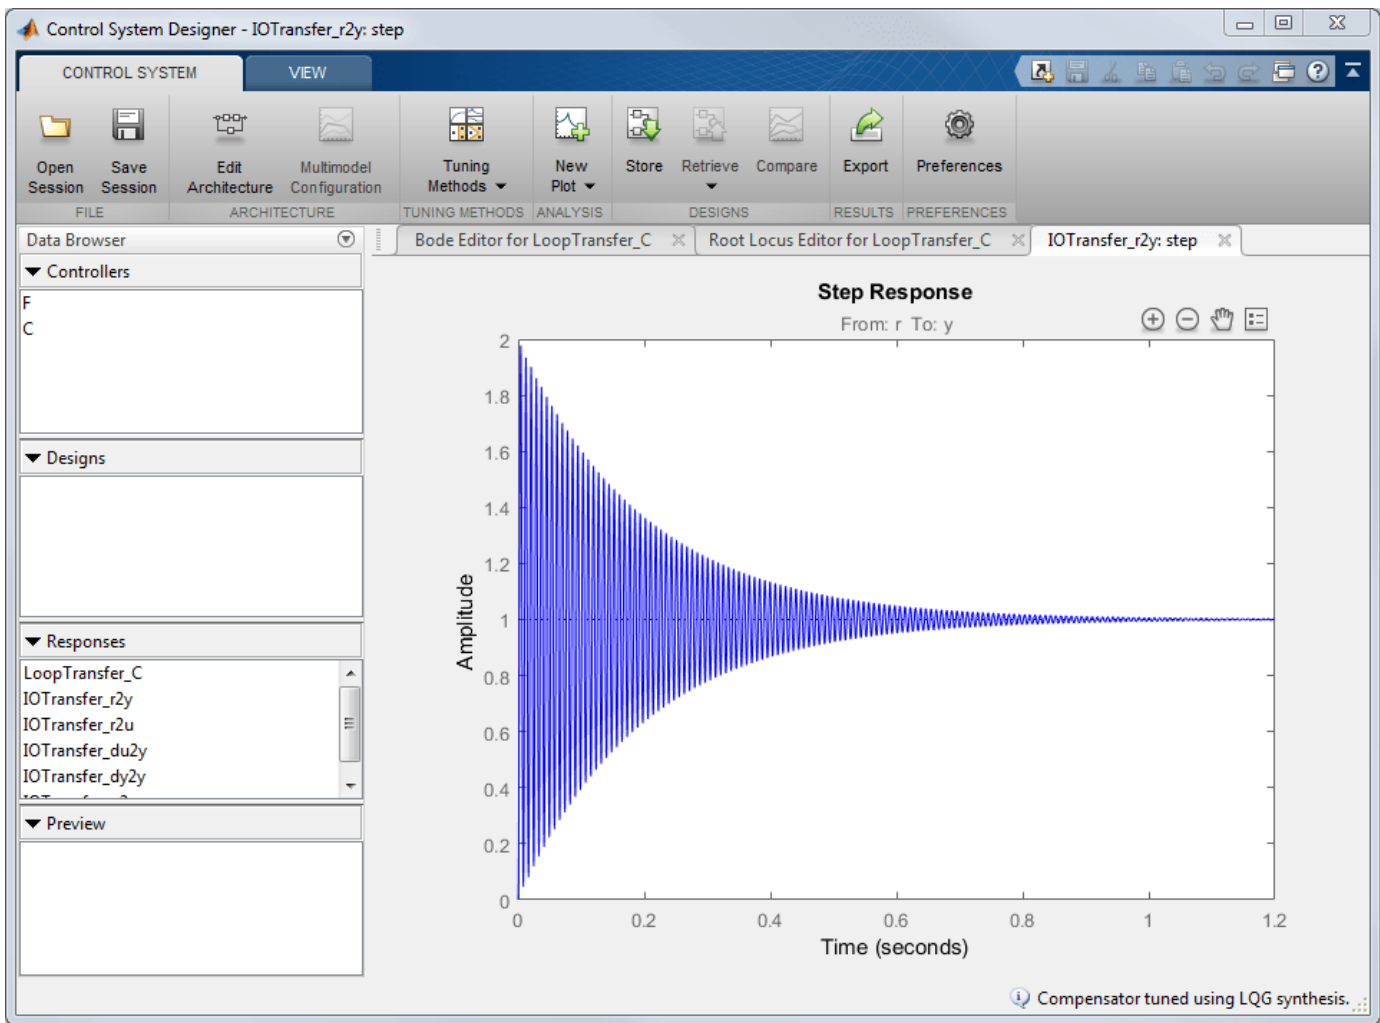 Control System Designer - IOTransfer_r2y: step
CONTROL SYSTEM VIEW
Open Session Save Session Edit Architecture Multimodel Configuration Tuning Methods New Plot Store Retrieve Compare Export Preferences
FILE ARCHITECTURE TUNING METHODS ANALYSIS DESIGNS RESULTS PREFERENCES
Data Browser
Bode Editor for LoopTransfer_C Root Locus Editor for LoopTransfer_C IOTransfer_r2y: step
Controllers
F
C
Designs
Responses
LoopTransfer_C
IOTransfer_r2y
IOTransfer_r2u
IOTransfer_du2y
IOTransfer_dy2y
Preview
Step Response
From: r To: y
Amplitude
2
1.8
1.6
1.4
1.2
1
0.8
0.6
0.4
0.2
0
0 0.2 0.4 0.6 0.8 1 1.2
Time (seconds)
Compensator tuned using LQG synthesis.